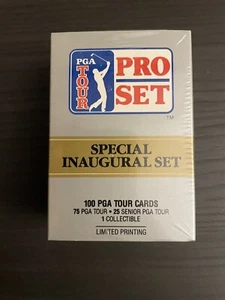 PGA
TOUR
PRO
SET
TM
SPECIAL
INAUGURAL SET
100 PGA TOUR CARDS
75 PGA TOUR • 25 SENIOR PGA TOUR
1 COLLECTIBLE
LIMITED PRINTING